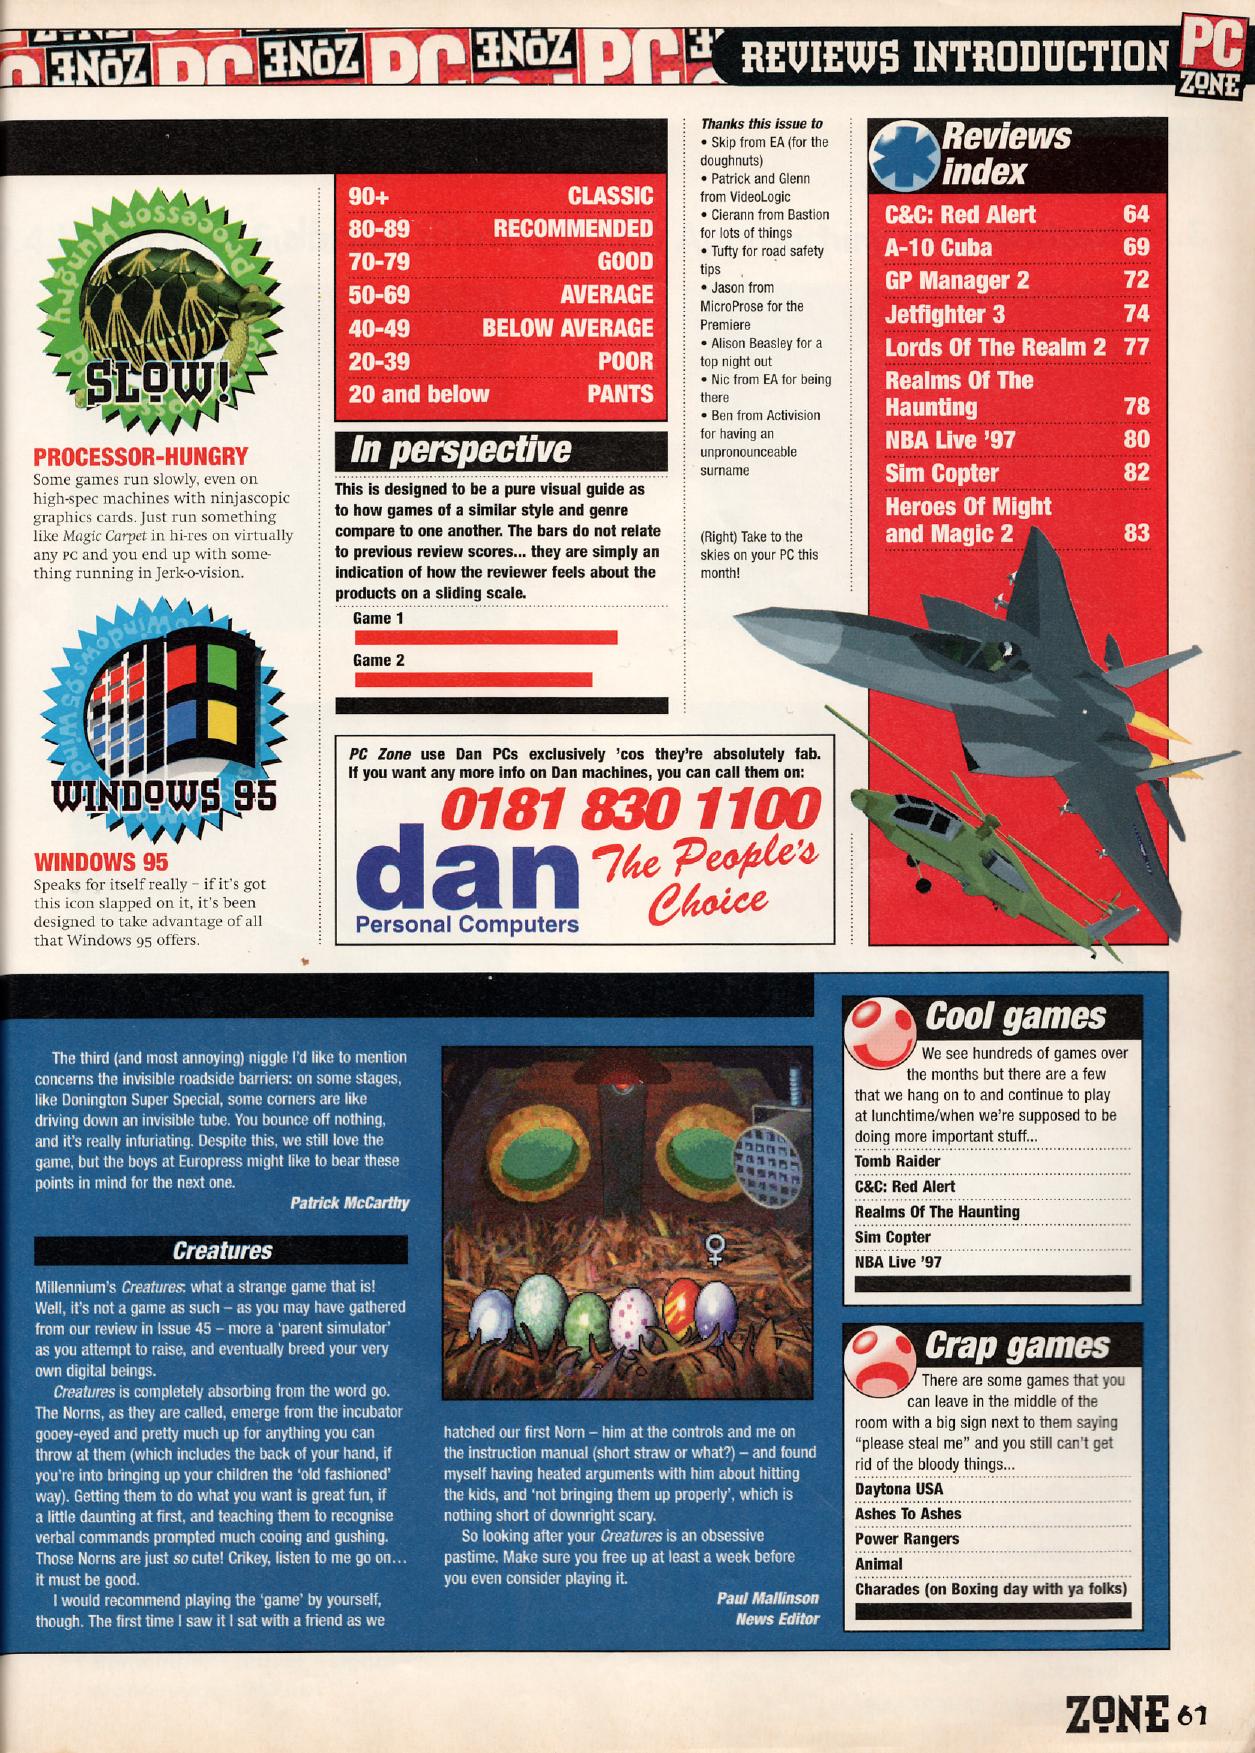 REVIEWS INTRODUCTION
PC
ZONE
Processor Hungry
SLOW!
PROCESSOR-HUNGRY
Some games run slowly, even on
high-spec machines with ninjascopic
graphics cards. Just run something
like Magic Carpet in hi-res on virtually
any PC and you end up with some-
thing running in Jerk-o-vision.
Windows 95
WINDOWS 95
WINDOWS 95
Speaks for itself really – if it's got
this icon slapped on it, it's been
designed to take advantage of all
that Windows 95 offers.
90+ CLASSIC
80-89 RECOMMENDED
70-79 GOOD
50-69 AVERAGE
40-49 BELOW AVERAGE
20-39 POOR
20 and below PANTS
In perspective
This is designed to be a pure visual guide as
to how games of a similar style and genre
compare to one another. The bars do not relate
to previous review scores... they are simply an
indication of how the reviewer feels about the
products on a sliding scale.
Game 1
Game 2
Thanks this issue to
• Skip from EA (for the
doughnuts)
• Patrick and Glenn
from VideoLogic
• Cierann from Bastion
for lots of things
• Tufty for road safety
tips
• Jason from
MicroProse for the
Premiere
• Alison Beasley for a
top night out
• Nic from EA for being
there
• Ben from Activision
for having an
unpronounceable
surname
(Right) Take to the
skies on your PC this
month!
Reviews
index
C&C: Red Alert 64
A-10 Cuba 69
GP Manager 2 72
Jetfighter 3 74
Lords Of The Realm 2 77
Realms Of The
Haunting 78
NBA Live '97 80
Sim Copter 82
Heroes Of Might
and Magic 2 83
PC Zone use Dan PCs exclusively 'cos they're absolutely fab.
If you want any more info on Dan machines, you can call them on:
0181 830 1100
dan
Personal Computers
The People's
Choice
The third (and most annoying) niggle I'd like to mention
concerns the invisible roadside barriers: on some stages,
like Donington Super Special, some corners are like
driving down an invisible tube. You bounce off nothing,
and it's really infuriating. Despite this, we still love the
game, but the boys at Europress might like to bear these
points in mind for the next one.
Patrick McCarthy
Creatures
Millennium's Creatures: what a strange game that is!
Well, it's not a game as such – as you may have gathered
from our review in Issue 45 – more a 'parent simulator'
as you attempt to raise, and eventually breed your very
own digital beings.
Creatures is completely absorbing from the word go.
The Norns, as they are called, emerge from the incubator
gooey-eyed and pretty much up for anything you can
throw at them (which includes the back of your hand, if
you're into bringing up your children the 'old fashioned'
way). Getting them to do what you want is great fun, if
a little daunting at first, and teaching them to recognise
verbal commands prompted much cooing and gushing.
Those Norns are just so cute! Crikey, listen to me go on...
it must be good.
I would recommend playing the 'game' by yourself,
though. The first time I saw it I sat with a friend as we
hatched our first Norn – him at the controls and me on
the instruction manual (short straw or what?) – and found
myself having heated arguments with him about hitting
the kids, and 'not bringing them up properly', which is
nothing short of downright scary.
So looking after your Creatures is an obsessive
pastime. Make sure you free up at least a week before
you even consider playing it.
Paul Mallinson
News Editor
Cool games
We see hundreds of games over
the months but there are a few
that we hang on to and continue to play
at lunchtime/when we're supposed to be
doing more important stuff...
Tomb Raider
C&C: Red Alert
Realms Of The Haunting
Sim Copter
NBA Live '97
Crap games
There are some games that you
can leave in the middle of the
room with a big sign next to them saying
"please steal me" and you still can't get
rid of the bloody things...
Daytona USA
Ashes To Ashes
Power Rangers
Animal
Charades (on Boxing day with ya folks)
ZONE 61